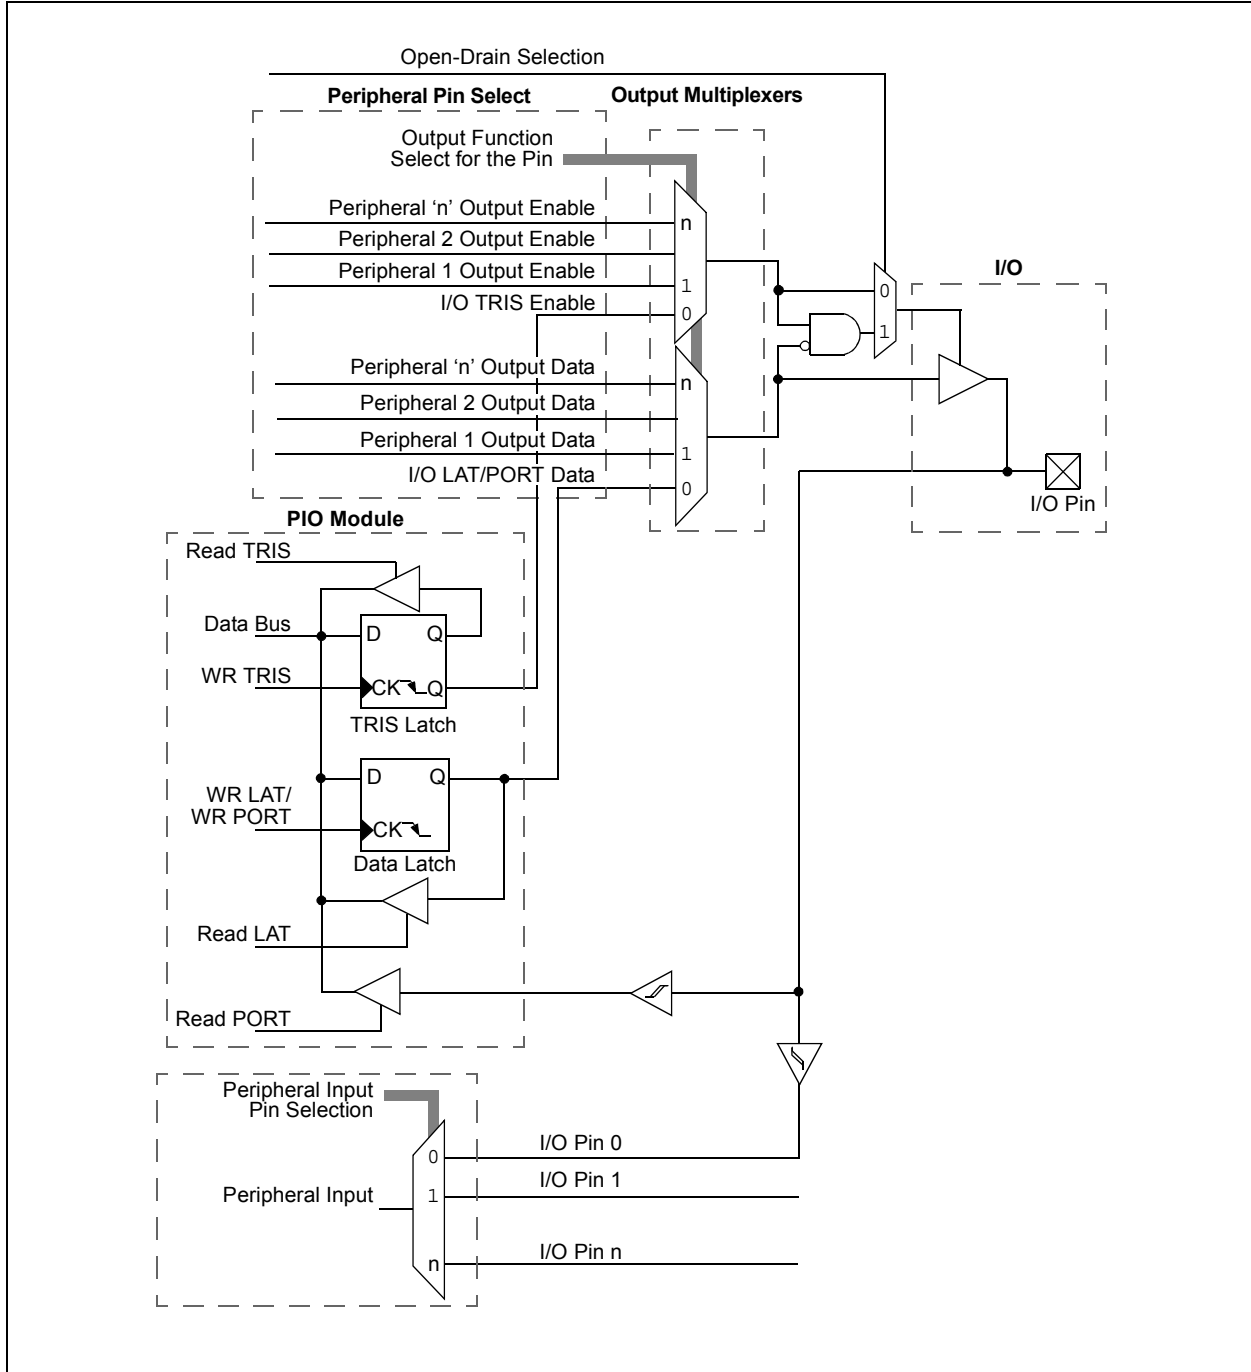 Open-Drain Selection
Peripheral Pin Select
Output Multiplexers
Output Function
Select for the Pin
Peripheral ‘n’ Output Enable
n
Peripheral 2 Output Enable
Peripheral 1 Output Enable
1
I/O TRIS Enable
0
I/O
0
1
Peripheral ‘n’ Output Data
n
Peripheral 2 Output Data
Peripheral 1 Output Data
1
I/O LAT/PORT Data
0
I/O Pin
PIO Module
Read TRIS
Data Bus
D Q
WR TRIS
CK Q
TRIS Latch
D Q
WR LAT/
WR PORT
CK
Data Latch
Read LAT
Read PORT
Peripheral Input
Pin Selection
0
I/O Pin 0
Peripheral Input
1
I/O Pin 1
n
I/O Pin n